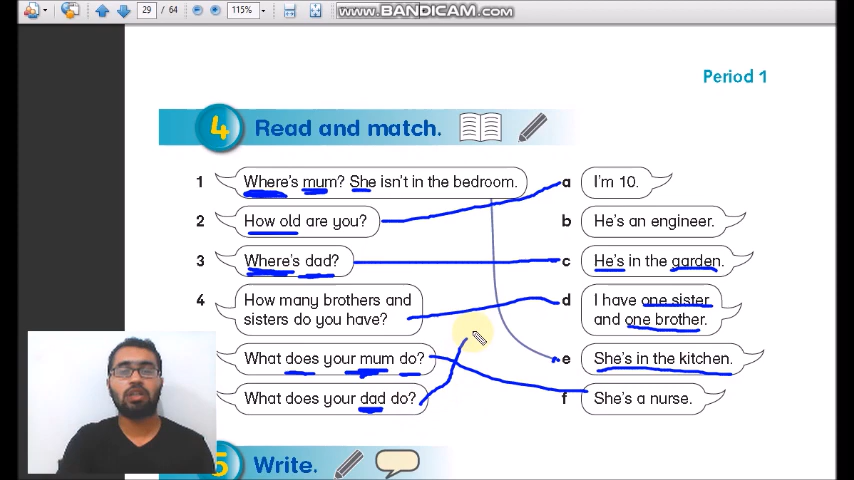 29 / 64
115%
www.BANDICAM.com
Period 1
4 Read and match.
1 Where's mum? She isn't in the bedroom.
a I'm 10.
2 How old are you?
b He's an engineer.
3 Where's dad?
c He's in the garden.
4 How many brothers and
sisters do you have?
d I have one sister
and one brother.
What does your mum do?
e She's in the kitchen.
What does your dad do?
f She's a nurse.
5 Write.